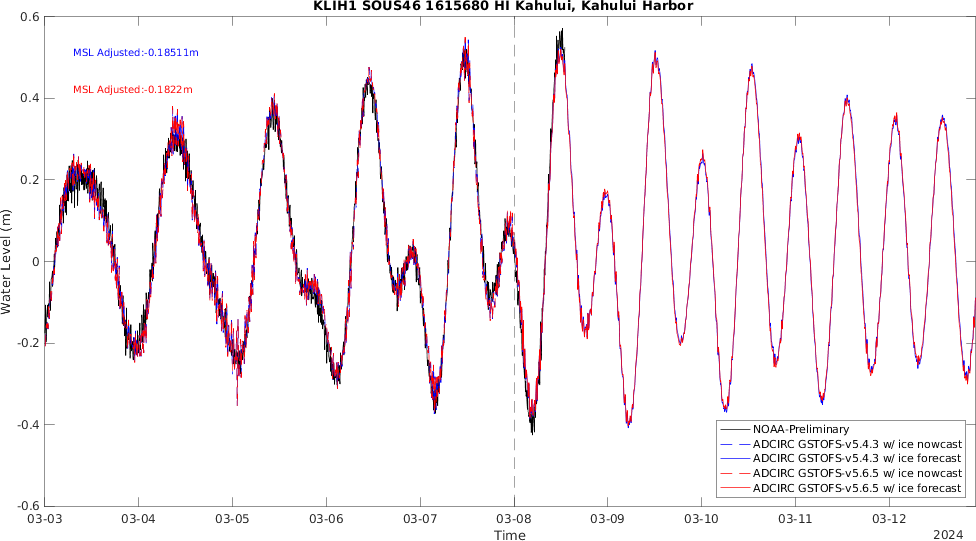 KLIH1 SOUS46 1615680 HI Kahului, Kahului Harbor
0.6
MSL Adjusted:-0.18511m
MSL Adjusted:-0.1822m
0.4
0.2
0
-0.2
-0.4
-0.6
Water Level (m)
NOAA-Preliminary
ADCIRC GSTOFS-v5.4.3 w/ ice nowcast
ADCIRC GSTOFS-v5.4.3 w/ ice forecast
ADCIRC GSTOFS-v5.6.5 w/ ice nowcast
ADCIRC GSTOFS-v5.6.5 w/ ice forecast
03-03 03-04 03-05 03-06 03-07 03-08 03-09 03-10 03-11 03-12
Time
2024